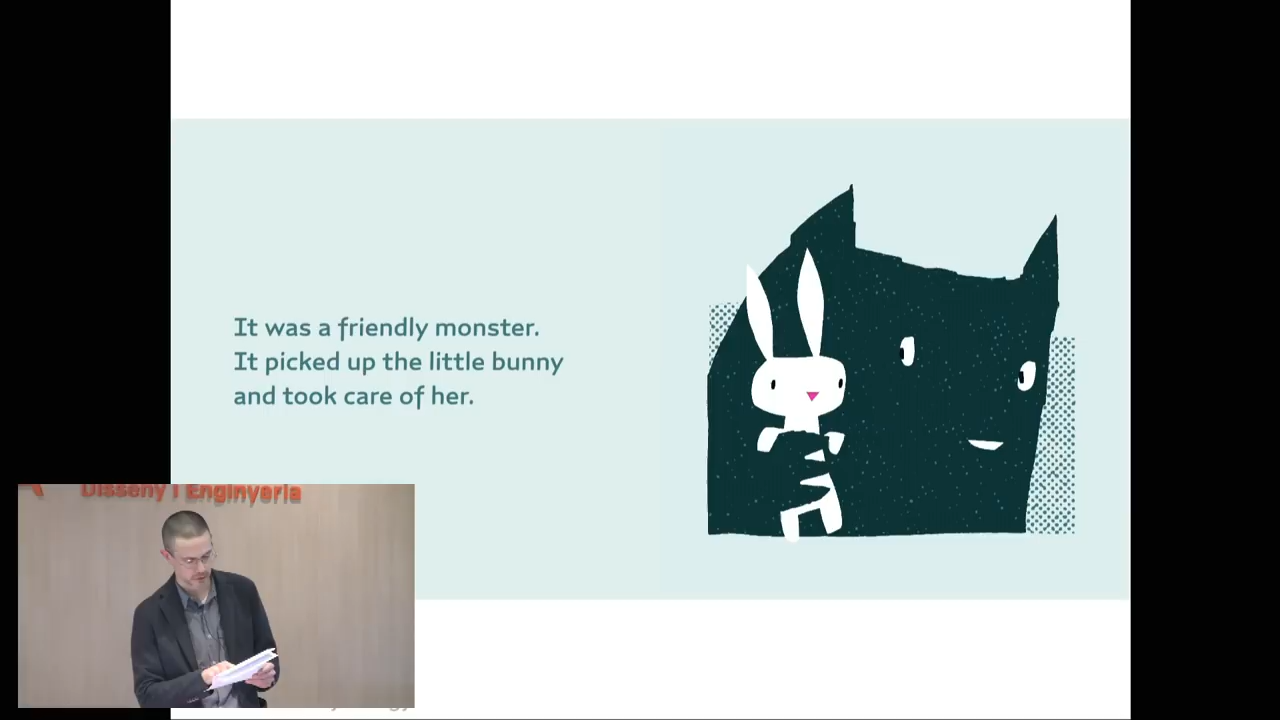 It was a friendly monster.
It picked up the little bunny
and took care of her.
Disseny i Enginyeria